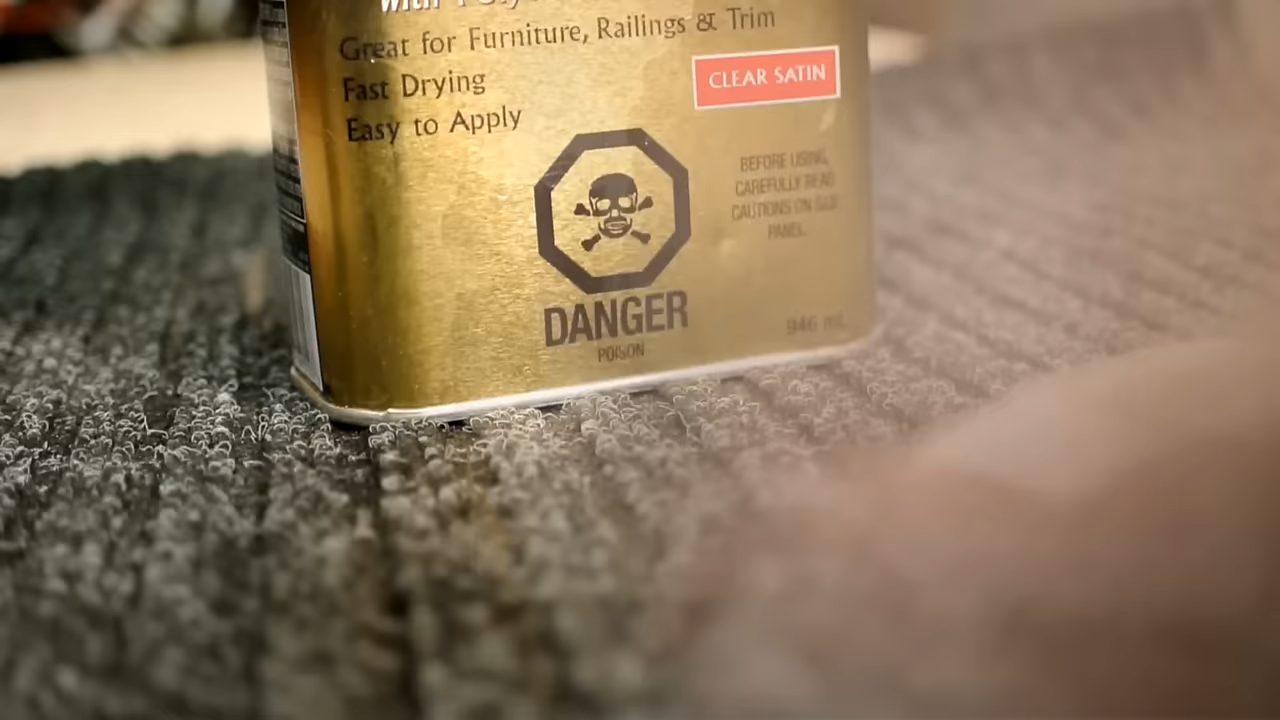 with
Great for Furniture, Railings & Trim
Fast Drying
Easy to Apply
CLEAR SATIN
BEFORE USING,
CAREFULLY READ
CAUTIONS ON SIDE
PANEL.
DANGER
POISON
946 mL